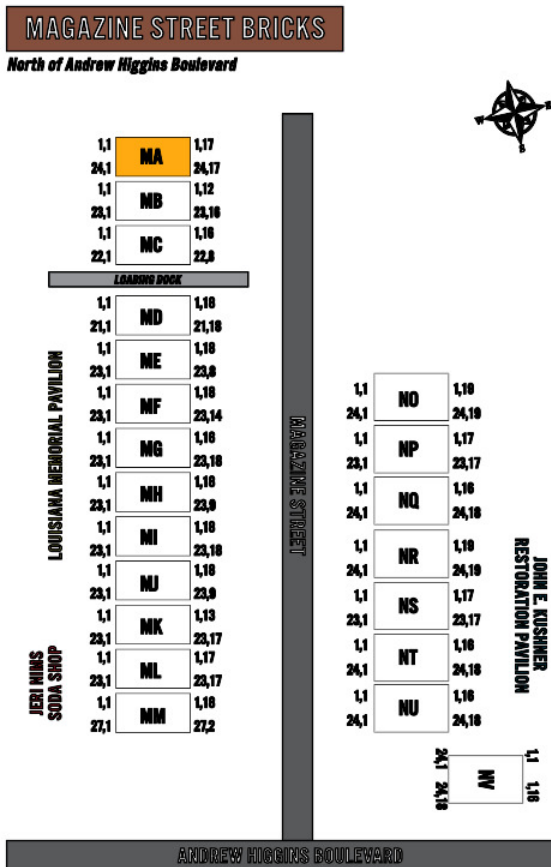 MAGAZINE STREET BRICKS
North of Andrew Higgins Boulevard
N
W E
S
1,1 MA 1,17
24,1 24,17
1,1 MB 1,12
23,1 23,16
1,1 MC 1,16
22,1 22,8
LOADING DOCK
1,1 MD 1,18
21,1 21,18
1,1 ME 1,18
23,1 23,8
1,1 MF 1,18
23,1 23,14
1,1 MG 1,16
23,1 23,18
1,1 MH 1,18
23,1 23,9
1,1 MI 1,18
23,1 23,18
1,1 MJ 1,18
23,1 23,9
1,1 MK 1,13
23,1 23,17
1,1 ML 1,17
23,1 23,17
1,1 MM 1,18
27,1 27,2
LOUISIANA MEMORIAL PAVILION
JERI NIMS
SODA SHOP
MAGAZINE STREET
1,1 NO 1,19
24,1 24,19
1,1 NP 1,17
23,1 23,17
1,1 NQ 1,16
24,1 24,18
1,1 NR 1,19
24,1 24,19
1,1 NS 1,17
23,1 23,17
1,1 NT 1,16
24,1 24,18
1,1 NU 1,16
24,1 24,18
1,1 NV 1,16
24,1 24,18
JOHN E. KUSHNER
RESTORATION PAVILION
ANDREW HIGGINS BOULEVARD